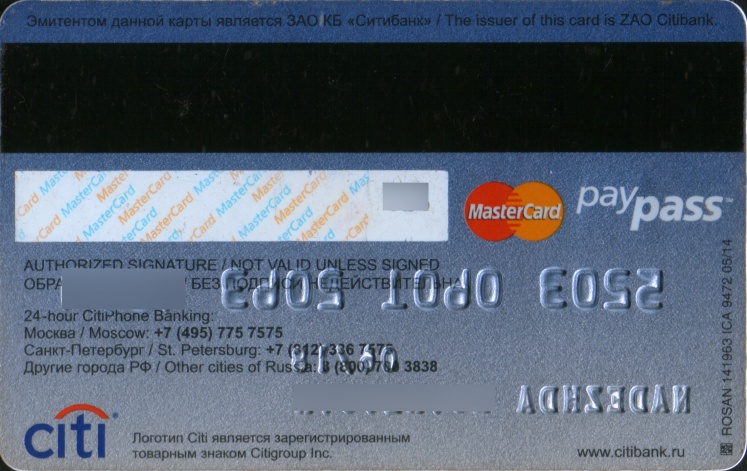 Эмитентом данной карты является ЗАО КБ «Ситибанк» / The issuer of this card is ZAO Citibank.
MasterCard
paypass
AUTHORIZED SIGNATURE / NOT VALID UNLESS SIGNED
БЕЗ ПОДПИСИ НЕДЕЙСТВИТЕЛЬНА
24-hour CitiPhone Banking:
Москва / Moscow: +7 (495) 775 7575
Санкт-Петербург / St. Petersburg: +7 (312) 336 7575
Другие города РФ / Other cities of Russia: 8 (800) 700 3838
NADEZHDA
citi
Логотип Citi является зарегистрированным
товарным знаком Citigroup Inc.
www.citibank.ru
ROSAN 141963 ICA 9472 05/14